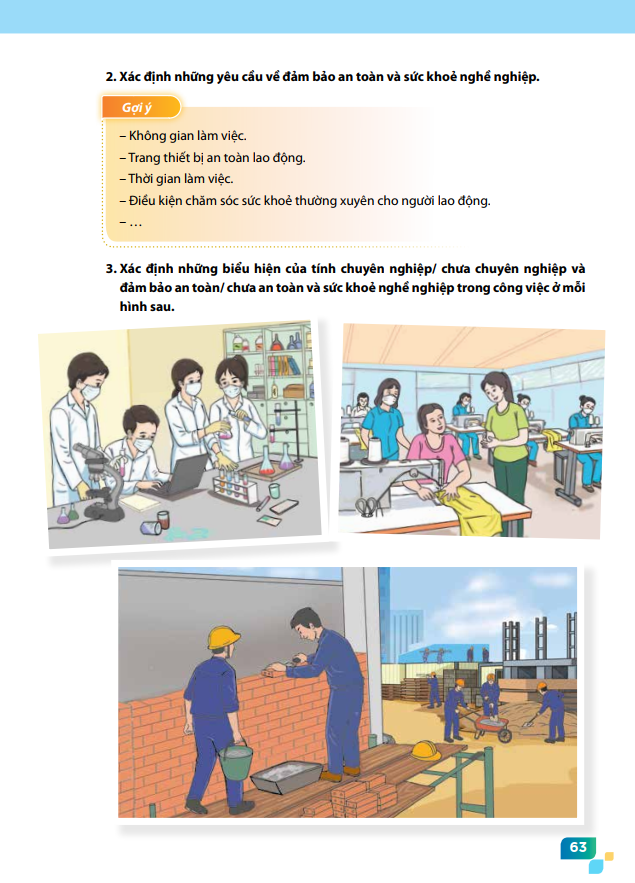 2. Xác định những yêu cầu về đảm bảo an toàn và sức khoẻ nghề nghiệp.
Gợi ý
– Không gian làm việc.
– Trang thiết bị an toàn lao động.
– Thời gian làm việc.
– Điều kiện chăm sóc sức khoẻ thường xuyên cho người lao động.
– …
3. Xác định những biểu hiện của tính chuyên nghiệp/ chưa chuyên nghiệp và
đảm bảo an toàn/ chưa an toàn và sức khoẻ nghề nghiệp trong công việc ở mỗi
hình sau.
63